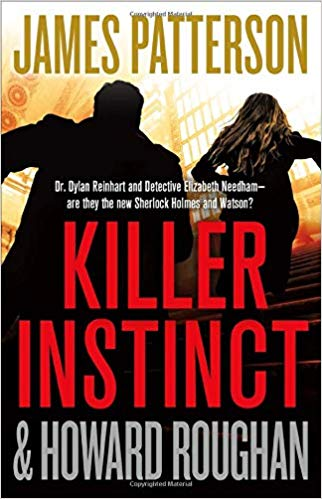 JAMES PATTERSON
Dr. Dylan Reinhart and Detective Elizabeth Needham—
are they the new Sherlock Holmes and Watson?
KILLER
INSTINCT
& HOWARD ROUGHAN